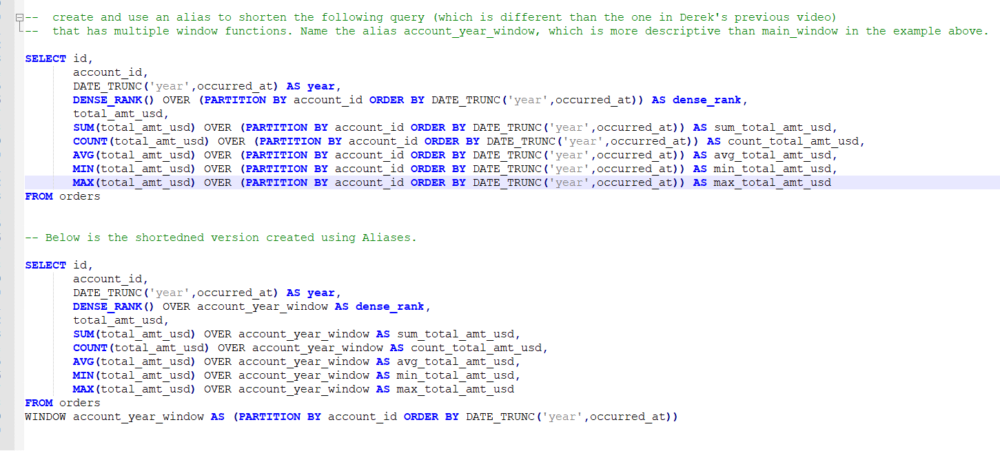 --  create and use an alias to shorten the following query (which is different than the one in Derek's previous video)
--  that has multiple window functions. Name the alias account_year_window, which is more descriptive than main_window in the example above.
SELECT id,
account_id,
DATE_TRUNC('year',occurred_at) AS year,
DENSE_RANK() OVER (PARTITION BY account_id ORDER BY DATE_TRUNC('year',occurred_at)) AS dense_rank,
total_amt_usd,
SUM(total_amt_usd) OVER (PARTITION BY account_id ORDER BY DATE_TRUNC('year',occurred_at)) AS sum_total_amt_usd,
COUNT(total_amt_usd) OVER (PARTITION BY account_id ORDER BY DATE_TRUNC('year',occurred_at)) AS count_total_amt_usd,
AVG(total_amt_usd) OVER (PARTITION BY account_id ORDER BY DATE_TRUNC('year',occurred_at)) AS avg_total_amt_usd,
MIN(total_amt_usd) OVER (PARTITION BY account_id ORDER BY DATE_TRUNC('year',occurred_at)) AS min_total_amt_usd,
MAX(total_amt_usd) OVER (PARTITION BY account_id ORDER BY DATE_TRUNC('year',occurred_at)) AS max_total_amt_usd
FROM orders
-- Below is the shortedned version created using Aliases.
SELECT id,
account_id,
DATE_TRUNC('year',occurred_at) AS year,
DENSE_RANK() OVER account_year_window AS dense_rank,
total_amt_usd,
SUM(total_amt_usd) OVER account_year_window AS sum_total_amt_usd,
COUNT(total_amt_usd) OVER account_year_window AS count_total_amt_usd,
AVG(total_amt_usd) OVER account_year_window AS avg_total_amt_usd,
MIN(total_amt_usd) OVER account_year_window AS min_total_amt_usd,
MAX(total_amt_usd) OVER account_year_window AS max_total_amt_usd
FROM orders
WINDOW account_year_window AS (PARTITION BY account_id ORDER BY DATE_TRUNC('year',occurred_at))